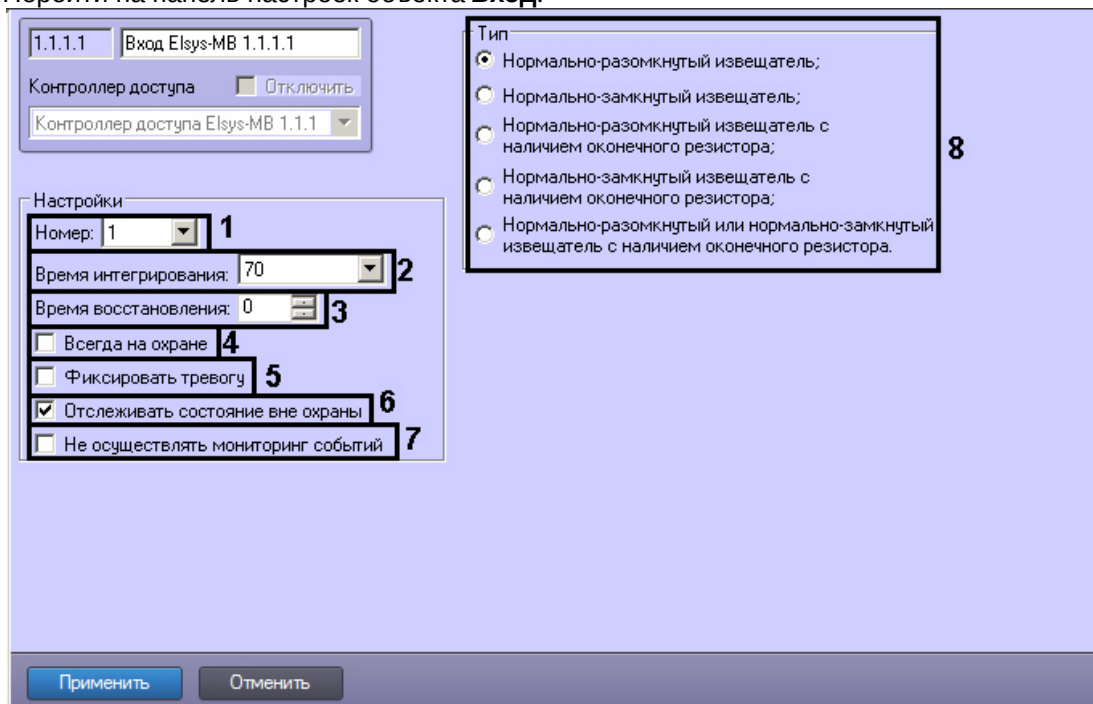 Перейти на панель настроек объекта Вход.
1.1.1.1 Вход Elsys-MB 1.1.1.1
Контроллер доступа Отключить
Контроллер доступа Elsys-MB 1.1.1
Настройки
Номер: 1 1
Время интегрирования: 70 2
Время восстановления: 0 3
Всегда на охране 4
Фиксировать тревогу 5
Отслеживать состояние вне охраны 6
Не осуществлять мониторинг событий 7
Тип
Нормально-разомкнутый извещатель;
Нормально-замкнутый извещатель;
Нормально-разомкнутый извещатель с
наличием оконечного резистора;
Нормально-замкнутый извещатель с
наличием оконечного резистора;
Нормально-разомкнутый или нормально-замкнутый
извещатель с наличием оконечного резистора.
8
Применить Отменить